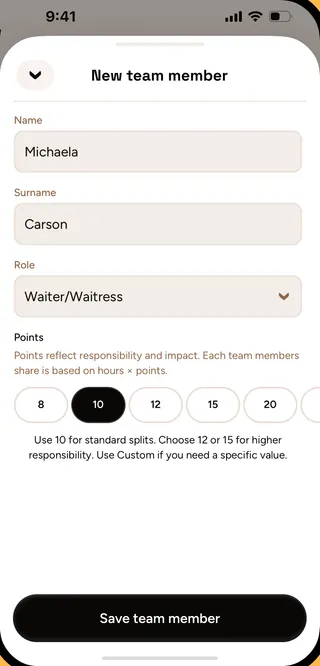 9:41
New team member
Name
Michaela
Surname
Carson
Role
Waiter/Waitress
Points
Points reflect responsibility and impact. Each team members
share is based on hours × points.
8 10 12 15 20
Use 10 for standard splits. Choose 12 or 15 for higher
responsibility. Use Custom if you need a specific value.
Save team member